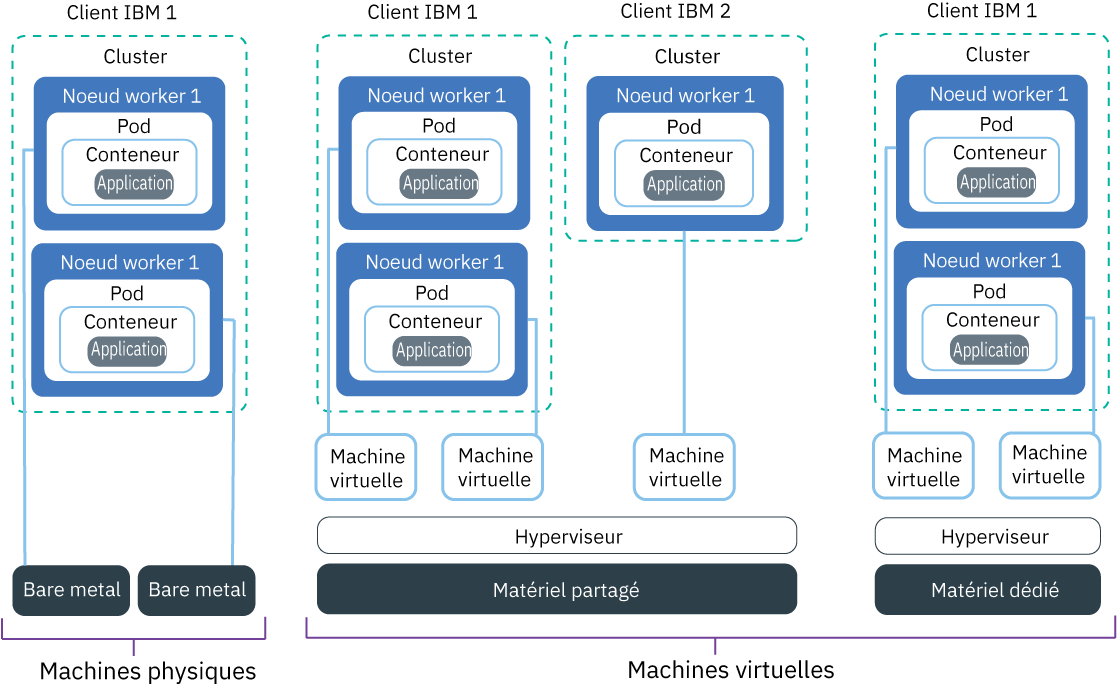 Client IBM 1
Cluster
Noeud worker 1
Pod
Conteneur
Application
Noeud worker 1
Pod
Conteneur
Application
Bare metal
Bare metal
Machines physiques
Client IBM 1
Cluster
Noeud worker 1
Pod
Conteneur
Application
Noeud worker 1
Pod
Conteneur
Application
Machine
virtuelle
Machine
virtuelle
Client IBM 2
Cluster
Noeud worker 1
Pod
Conteneur
Application
Machine
virtuelle
Hyperviseur
Matériel partagé
Client IBM 1
Cluster
Noeud worker 1
Pod
Conteneur
Application
Noeud worker 1
Pod
Conteneur
Application
Machine
virtuelle
Machine
virtuelle
Hyperviseur
Matériel dédié
Machines virtuelles